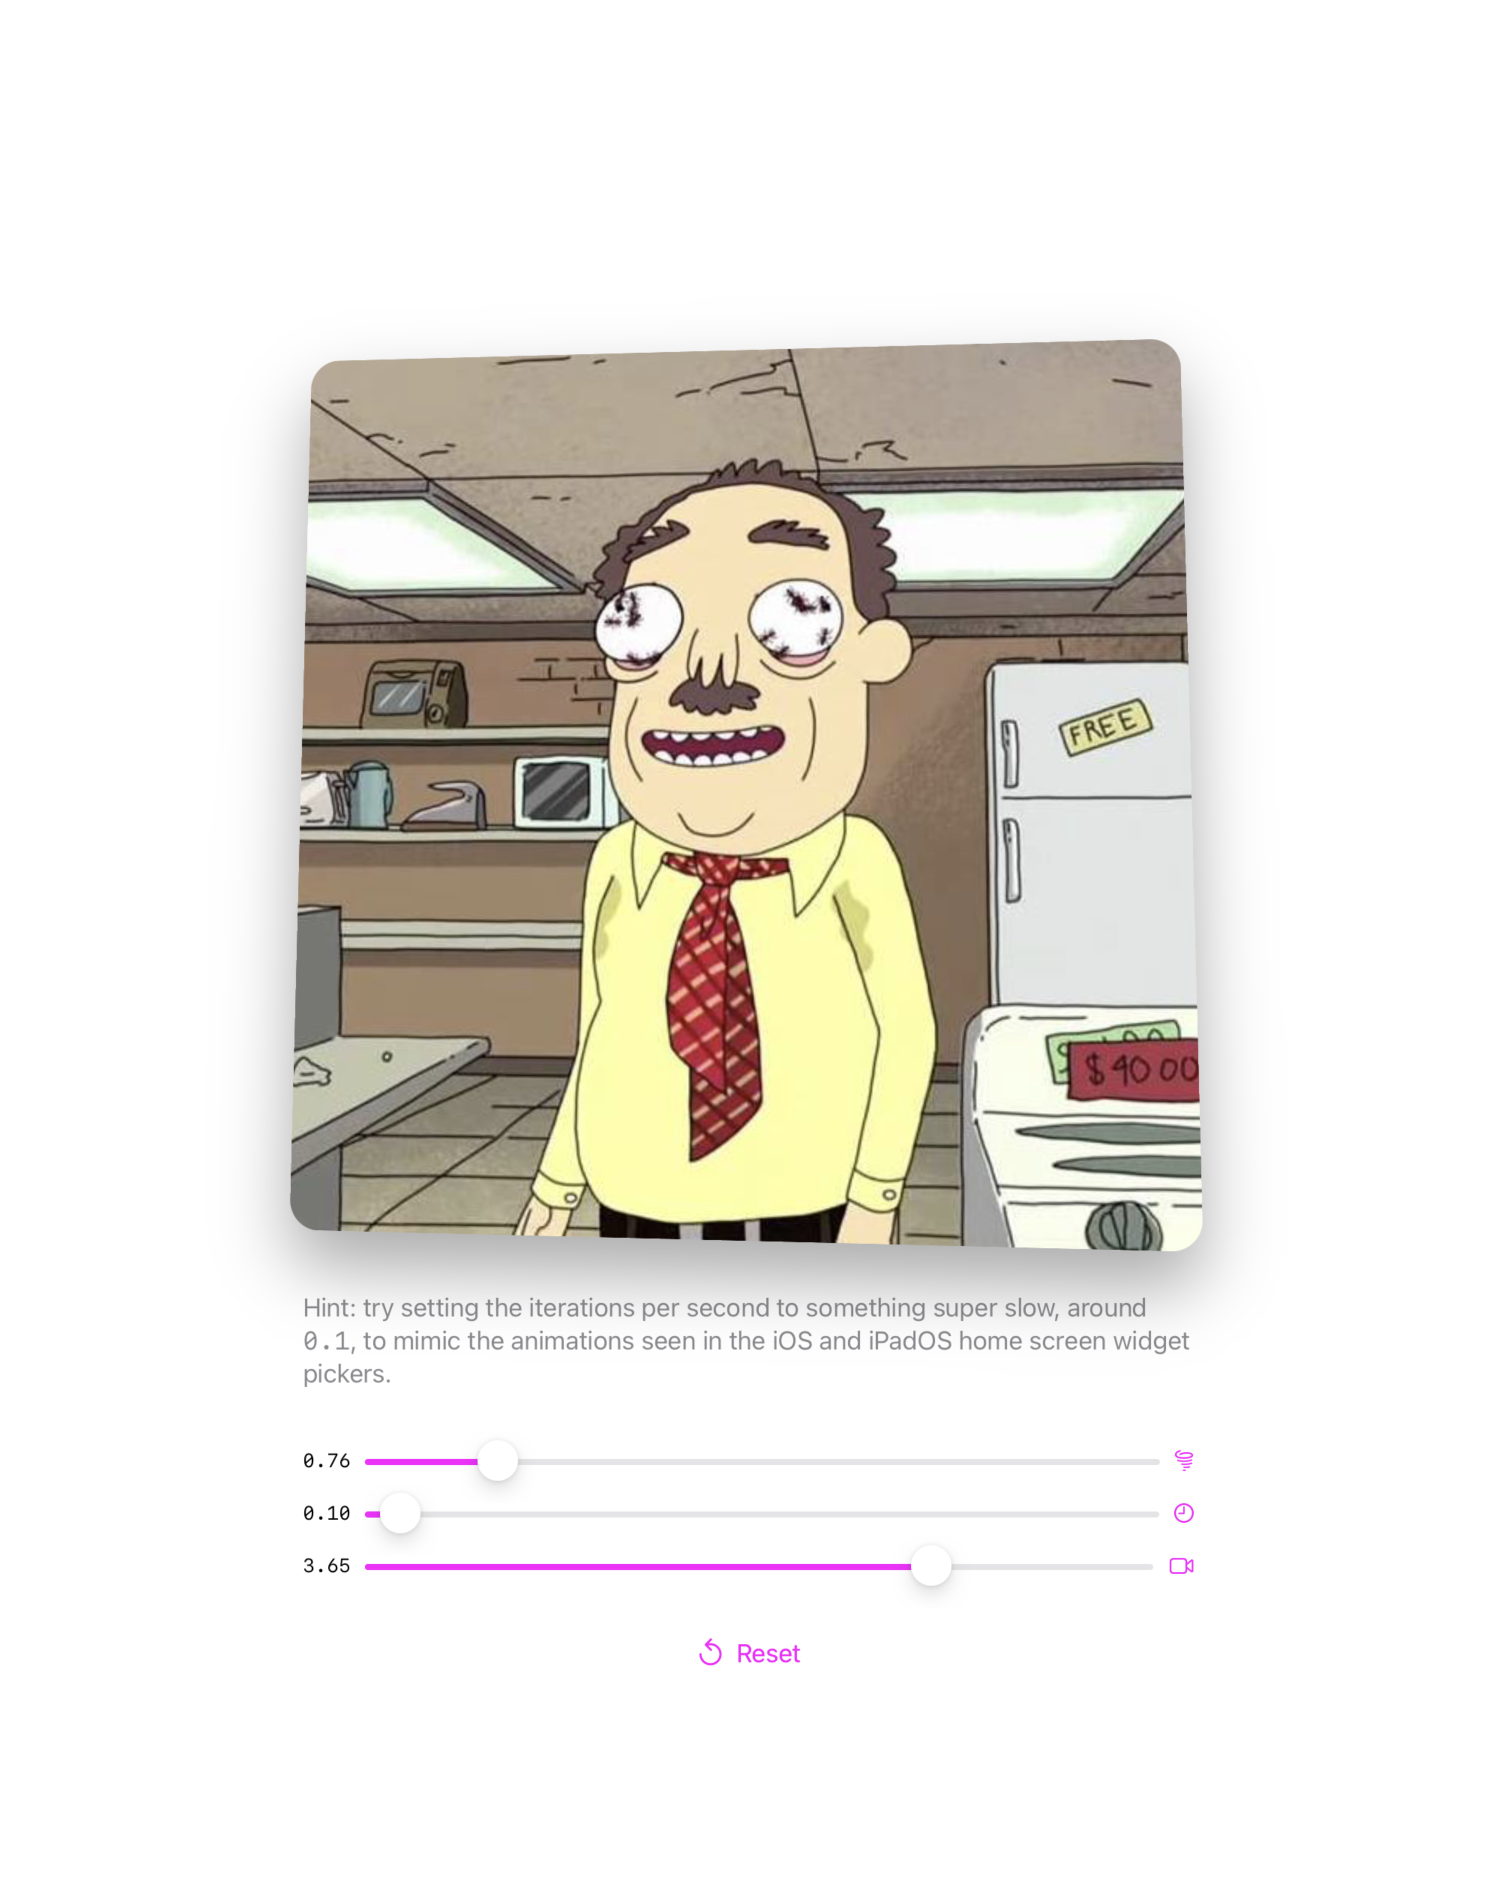 FREE
$40 00
Hint: try setting the iterations per second to something super slow, around
0.1, to mimic the animations seen in the iOS and iPadOS home screen widget
pickers.
0.76
0.10
3.65
Reset